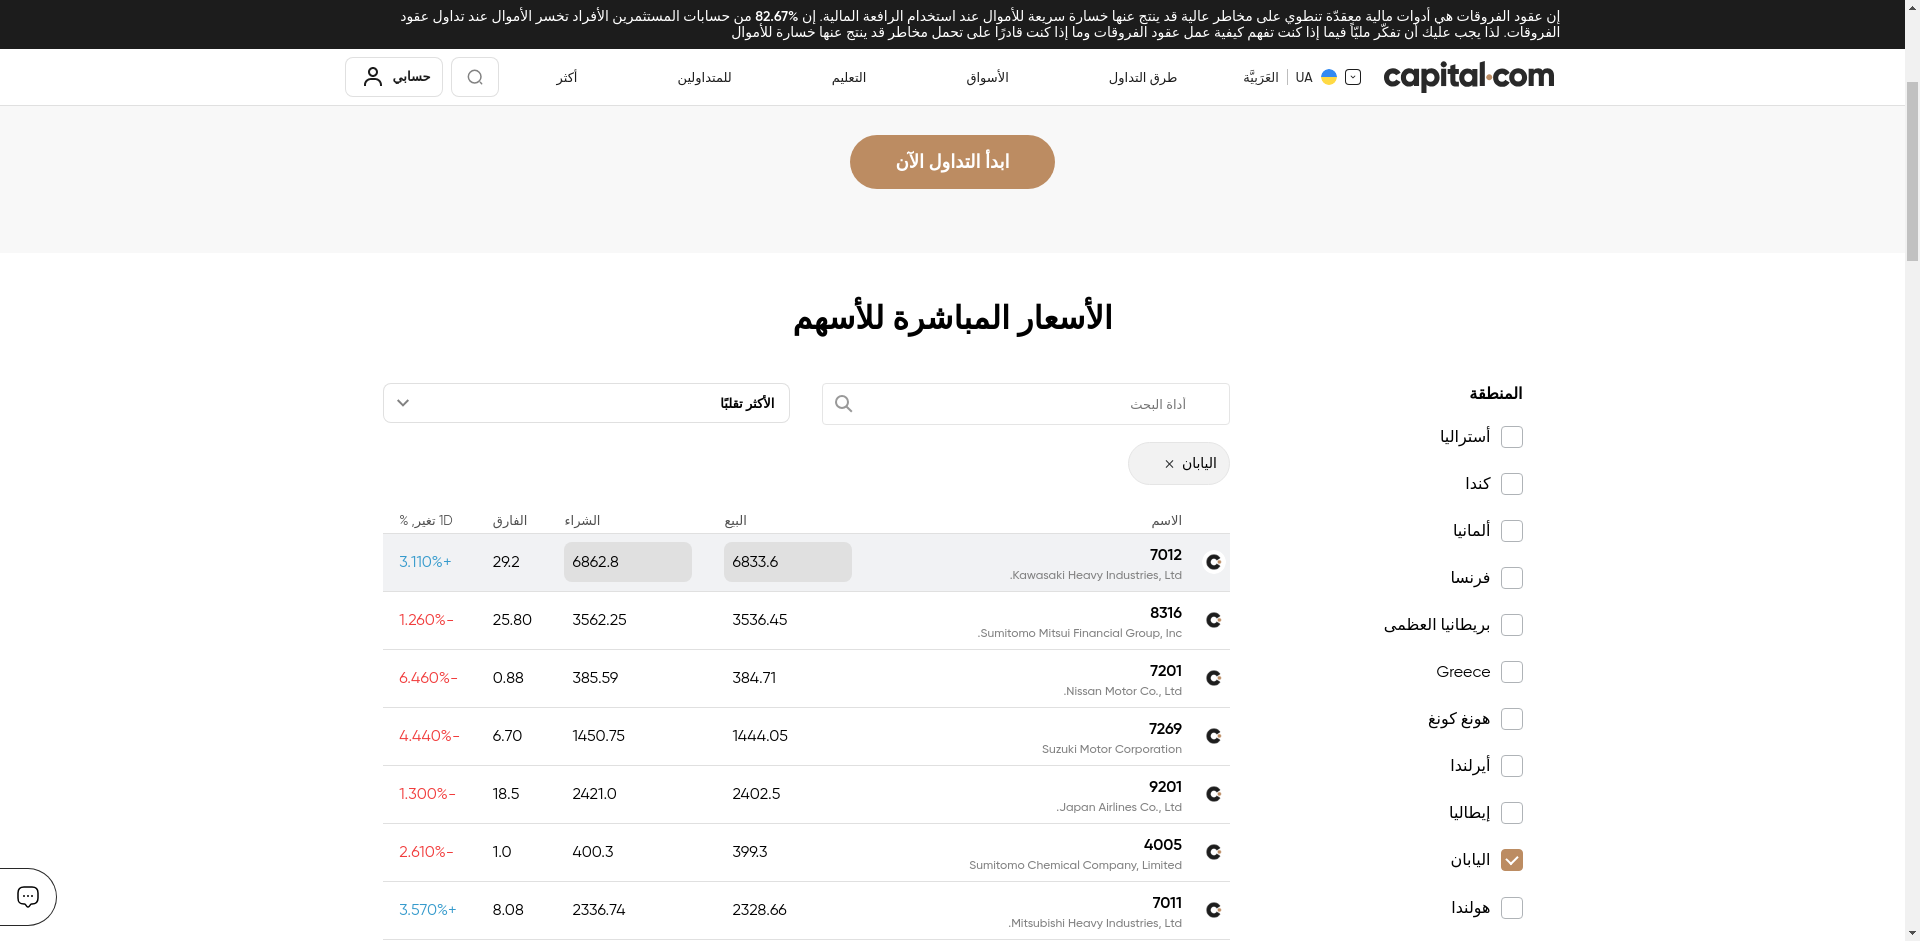 إن عقود الفروقات هي أدوات مالية معقدّة تنطوي على مخاطر عالية قد ينتج عنها خسارة سريعة للأموال عند استخدام الرافعة المالية. إن 82.67% من حسابات المستثمرين الأفراد تخسر الأموال عند تداول عقود
الفروقات. لذا يجب عليك أن تفكّر مليّاً فيما إذا كنت تفهم كيفية عمل عقود الفروقات وما إذا كنت قادرًا على تحمل مخاطر قد ينتج عنها خسارة للأموال
capital.com
UA العَرَبِيَّة
طرق التداول
الأسواق
التعليم
للمتداولين
أكثر
حسابي
ابدأ التداول الآن
الأسعار المباشرة للأسهم
المنطقة
أستراليا
كندا
ألمانيا
فرنسا
بريطانيا العظمى
Greece
هونغ كونغ
أيرلندا
إيطاليا
اليابان
هولندا
أداة البحث
الأكثر تقلبًا
اليابان ×
الاسم البيع الشراء الفارق 1D تغير, %
7012 6833.6 6862.8 29.2 3.110%+
Kawasaki Heavy Industries, Ltd.
8316 3536.45 3562.25 25.80 1.260%-
Sumitomo Mitsui Financial Group, Inc.
7201 384.71 385.59 0.88 6.460%-
Nissan Motor Co., Ltd.
7269 1444.05 1450.75 6.70 4.440%-
Suzuki Motor Corporation
9201 2402.5 2421.0 18.5 1.300%-
Japan Airlines Co., Ltd.
4005 399.3 400.3 1.0 2.610%-
Sumitomo Chemical Company, Limited
7011 2328.66 2336.74 8.08 3.570%+
Mitsubishi Heavy Industries, Ltd.